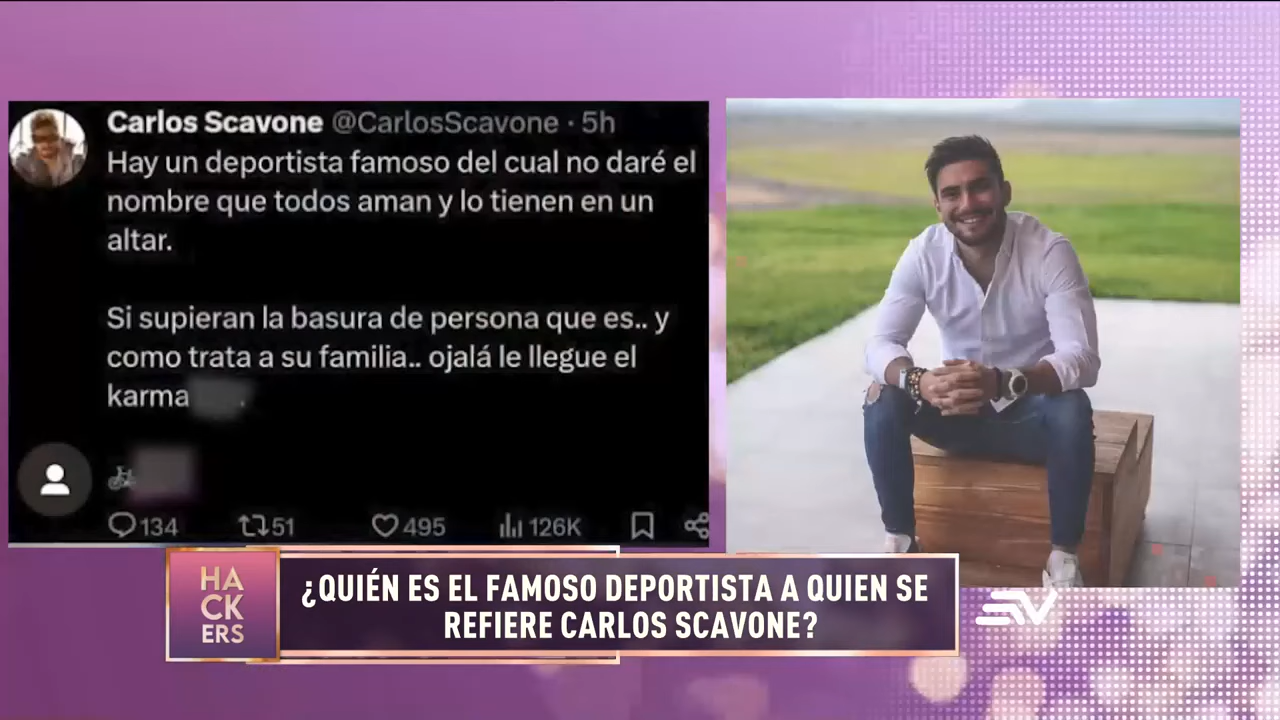 Carlos Scavone @CarlosScavone · 5h
Hay un deportista famoso del cual no daré el
nombre que todos aman y lo tienen en un
altar.
Si supieran la basura de persona que es.. y
como trata a su familia.. ojalá le llegue el
karma
134 51 495 126K
HA
CK
ERS
¿QUIÉN ES EL FAMOSO DEPORTISTA A QUIEN SE
REFIERE CARLOS SCAVONE?